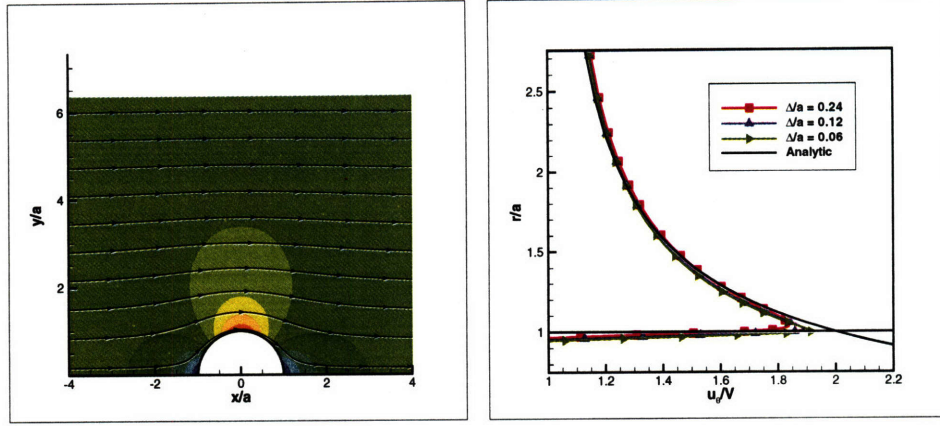 6
4
2
y/a
-4
-2
0
2
4
x/a
2.5
2
1.5
1
r/a
1
1.2
1.4
1.6
1.8
2
2.2
uθ/V
Δ/a = 0.24
Δ/a = 0.12
Δ/a = 0.06
Analytic